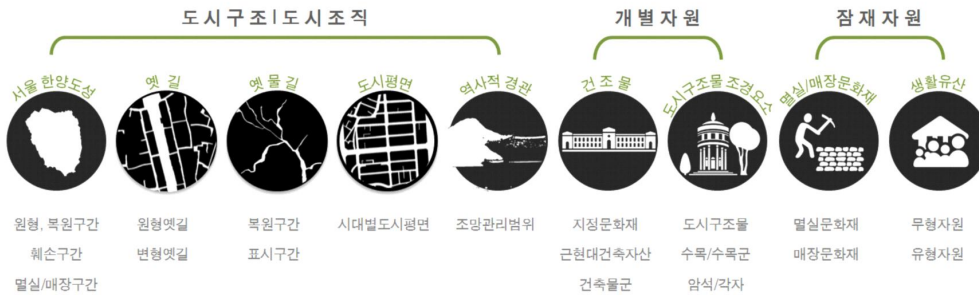 도시구조|도시조직
개별자원
잠재자원
서울 한양도성
옛 길
옛 물 길
도시평면
역사적 경관
건 조 물
도시구조물 조경요소
멸실/매장문화재
생활유산
원형, 복원구간
훼손구간
멸실/매장구간
원형옛길
변형옛길
복원구간
표시구간
시대별도시평면
조망관리범위
지정문화재
근현대건축자산
건축물군
도시구조물
수목/수목군
암석/각자
멸실문화재
매장문화재
무형자원
유형자원